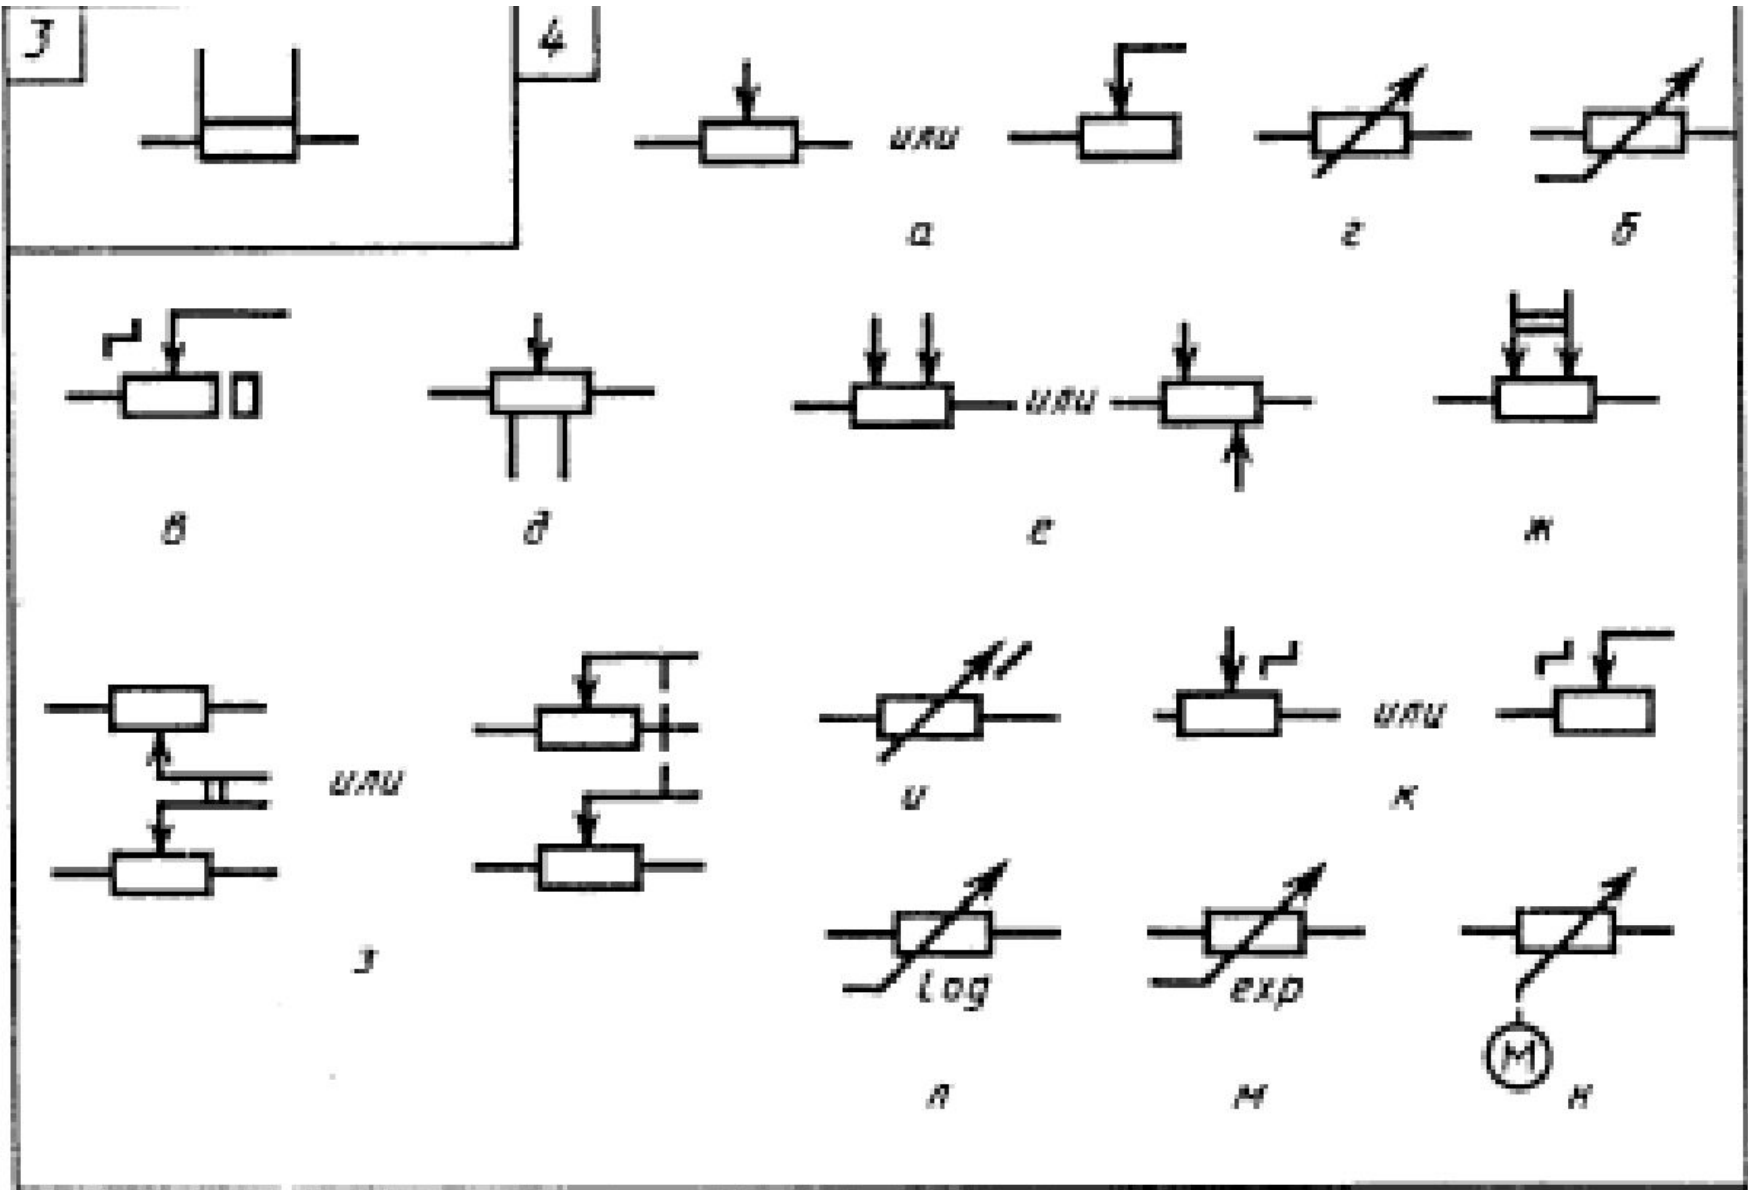 3 4
или
а г б
или
в д е ж
или
или
и к
з
log exp
М
л м н